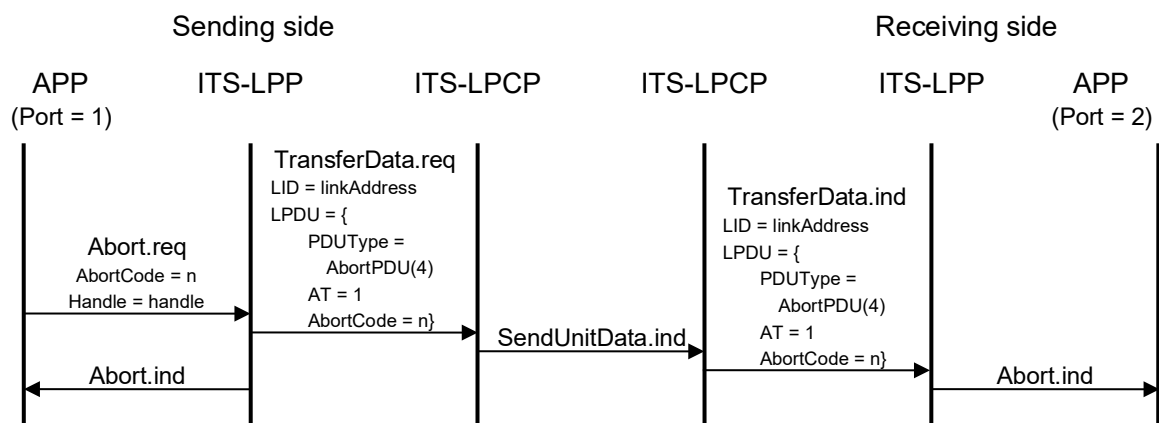 Sending side
Receiving side
APP
(Port = 1)
ITS-LPP
ITS-LPCP
ITS-LPCP
ITS-LPP
APP
(Port = 2)
Abort.req
AbortCode = n
Handle = handle
TransferData.req
LID = linkAddress
LPDU = {
PDUType =
AbortPDU(4)
AT = 1
AbortCode = n}
SendUnitData.ind
TransferData.ind
LID = linkAddress
LPDU = {
PDUType =
AbortPDU(4)
AT = 1
AbortCode = n}
Abort.ind
Abort.ind